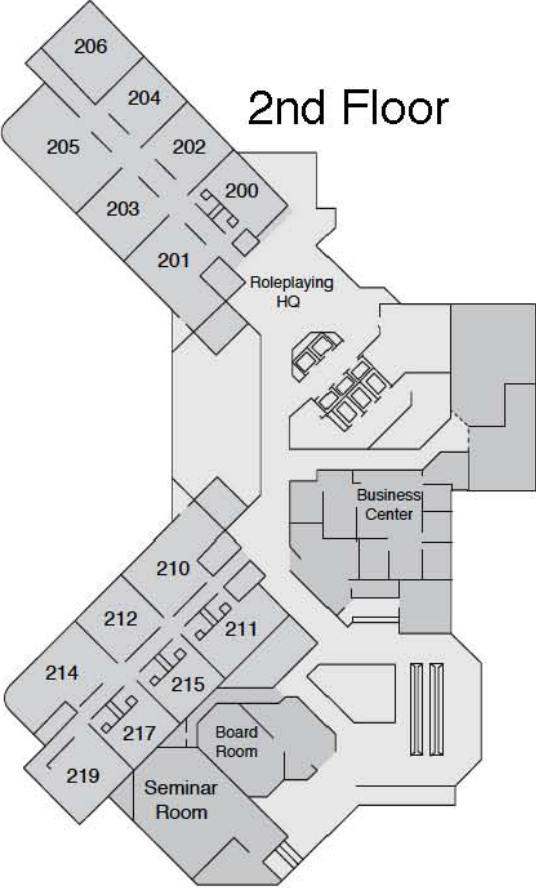 206
2nd Floor
204
205
202
200
203
201
Roleplaying
HQ
Business
Center
210
212
211
214
215
217
Board
Room
219
Seminar
Room